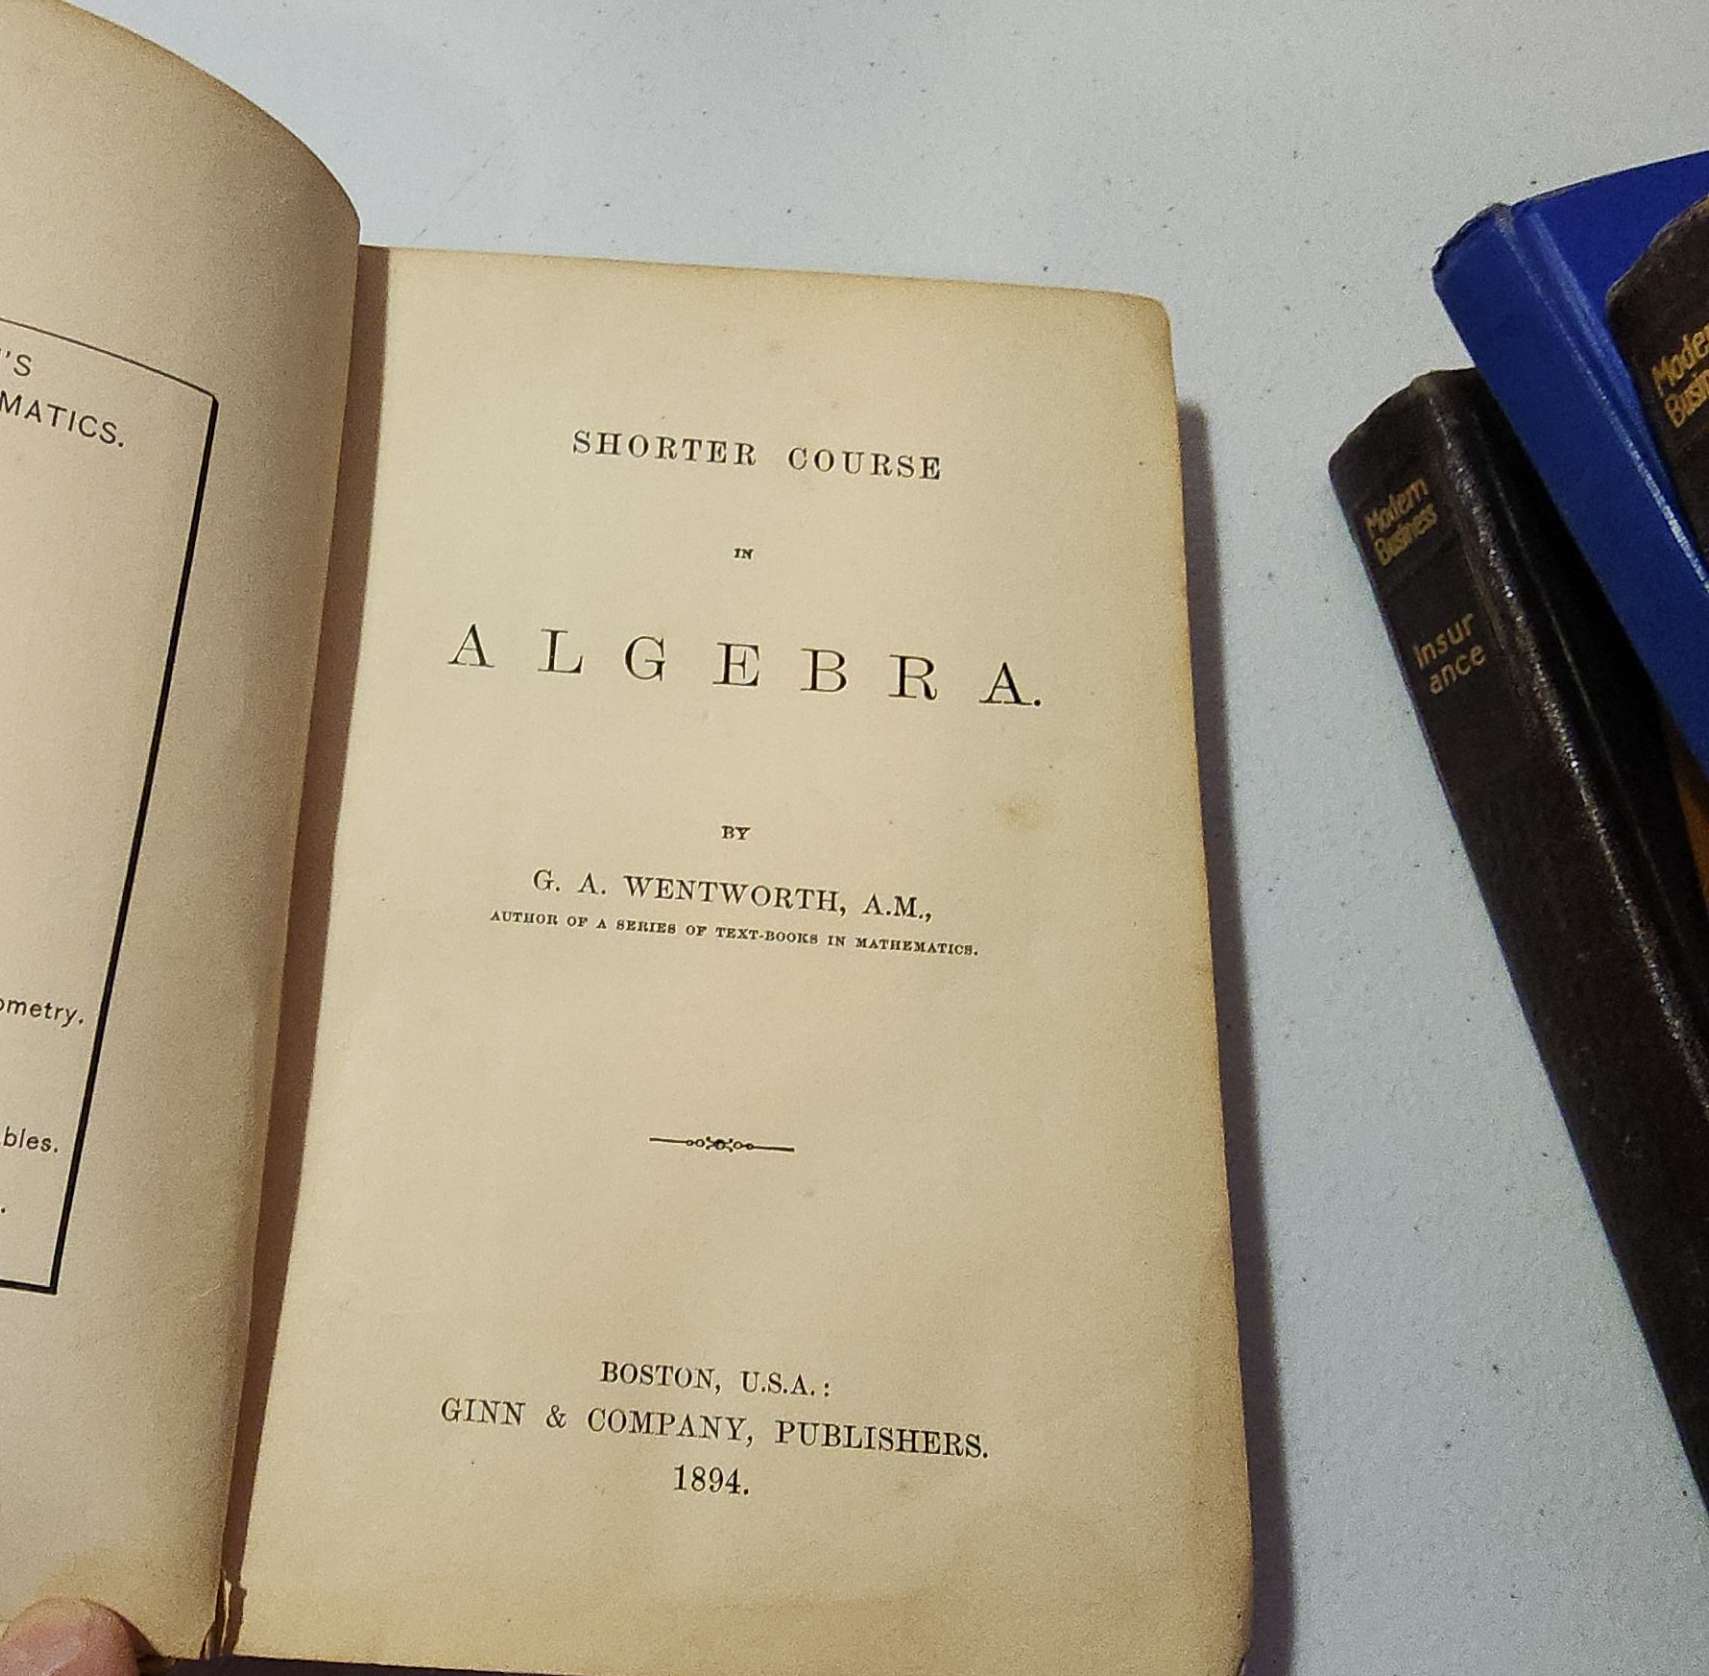 'S
MATICS.
ometry.
bles.
SHORTER COURSE
IN
ALGEBRA.
BY
G. A. WENTWORTH, A.M.,
AUTHOR OF A SERIES OF TEXT-BOOKS IN MATHEMATICS.
BOSTON, U.S.A.:
GINN & COMPANY, PUBLISHERS.
1894.
Modern
Business
Insur
ance
Moder
Busin